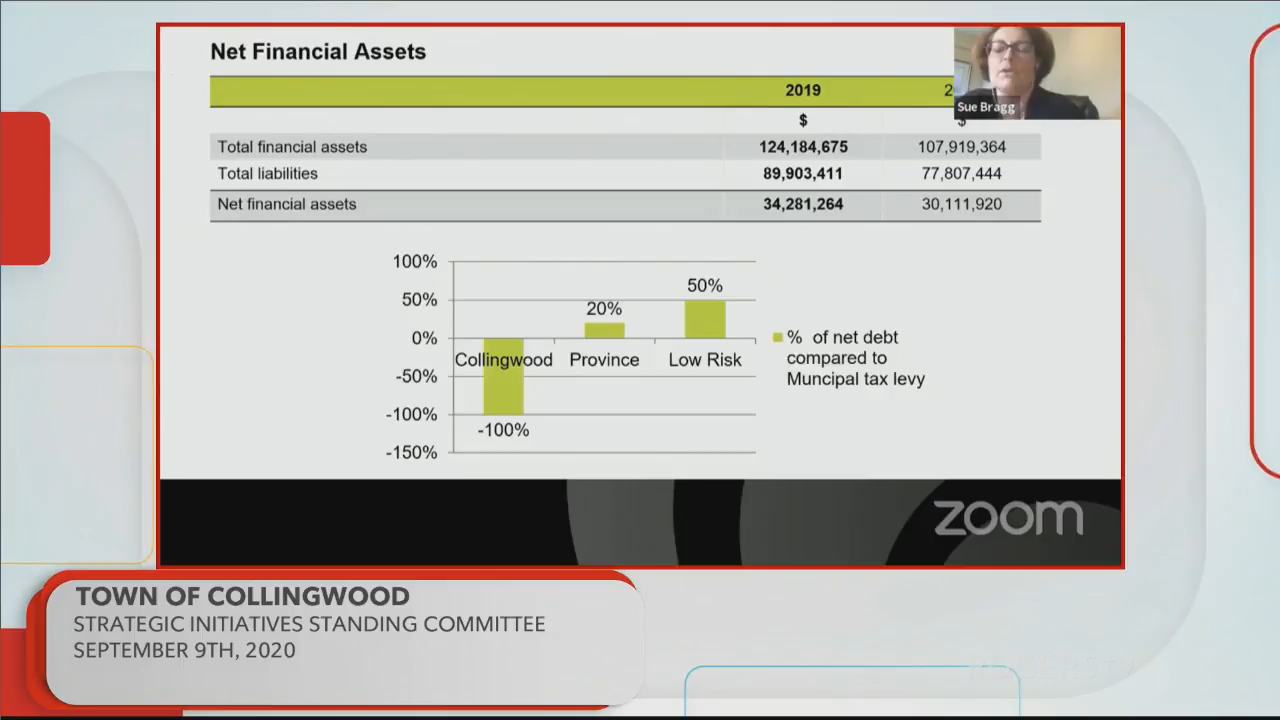 Net Financial Assets
2019
$ $
Total financial assets 124,184,675 107,919,364
Total liabilities 89,903,411 77,807,444
Net financial assets 34,281,264 30,111,920
Sue Bragg
100%
50%
0%
-50%
-100%
-150%
20%
50%
-100%
Collingwood Province Low Risk
% of net debt
compared to
Muncipal tax levy
zoom
TOWN OF COLLINGWOOD
STRATEGIC INITIATIVES STANDING COMMITTEE
SEPTEMBER 9TH, 2020